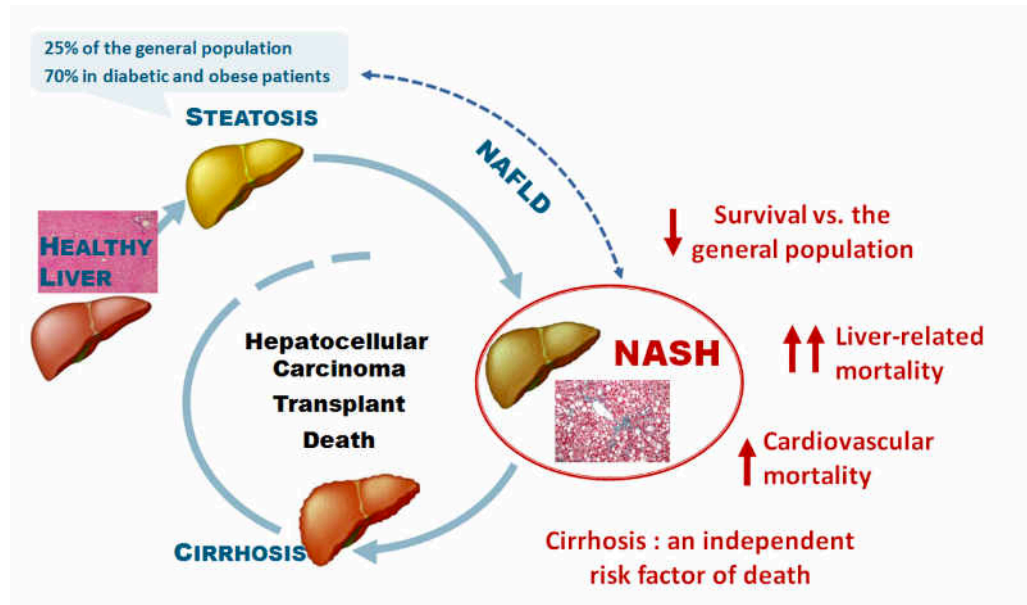 25% of the general population
70% in diabetic and obese patients
STEATOSIS
NAFLD
HEALTHY
LIVER
Survival vs. the
general population
Hepatocellular
Carcinoma
Transplant
Death
NASH
Liver-related
mortality
Cardiovascular
mortality
CIRRHOSIS
Cirrhosis : an independent
risk factor of death